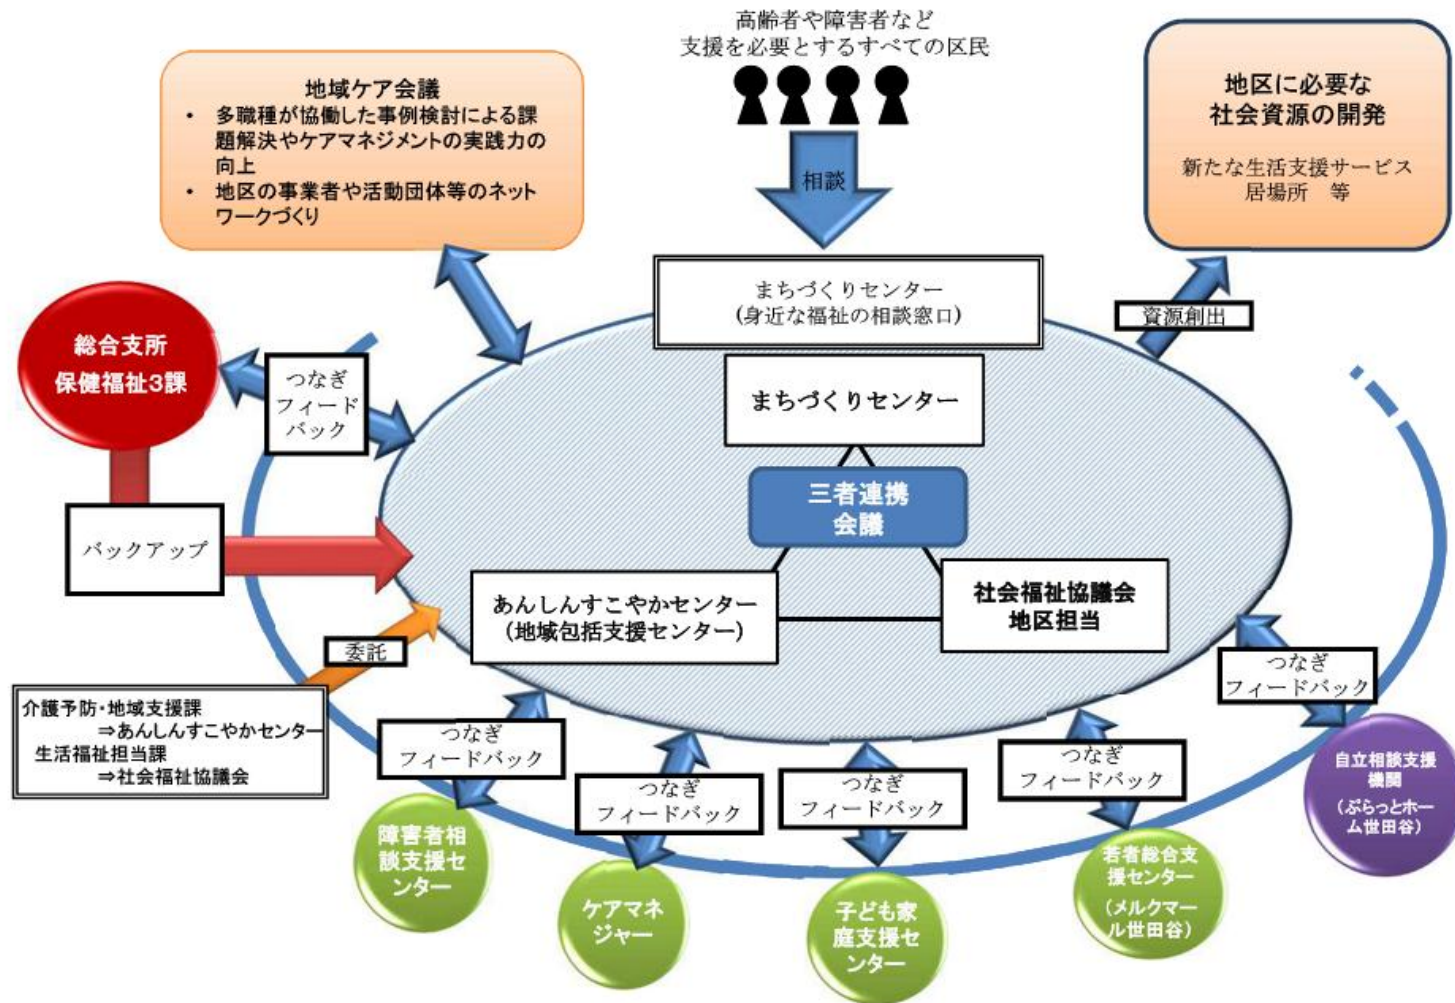 高齢者や障害者など
支援を必要とするすべての区民
相談
地域ケア会議
• 多職種が協働した事例検討による課
題解決やケアマネジメントの実践力の
向上
• 地区の事業者や活動団体等のネット
ワークづくり
地区に必要な
社会資源の開発
新たな生活支援サービス
居場所　等
資源創出
まちづくりセンター
(身近な福祉の相談窓口)
まちづくりセンター
三者連携
会議
あんしんすこやかセンター
(地域包括支援センター)
社会福祉協議会
地区担当
総合支所
保健福祉3課
つなぎ
フィード
バック
バックアップ
委託
介護予防・地域支援課
⇒あんしんすこやかセンター
生活福祉担当課
⇒社会福祉協議会
つなぎ
フィードバック
障害者相
談支援セ
ンター
つなぎ
フィードバック
ケアマネ
ジャー
つなぎ
フィードバック
子ども家
庭支援セ
ンター
つなぎ
フィードバック
若者総合支
援センター
(メルクマー
ル世田谷)
つなぎ
フィードバック
自立相談支援
機関
(ぷらっとホー
ム世田谷)